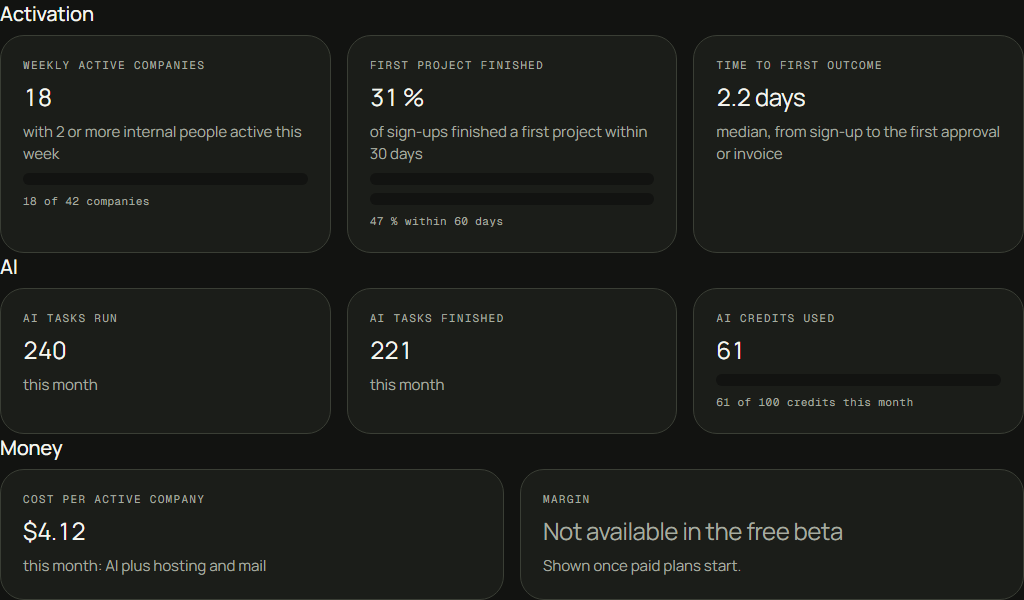 Activation
WEEKLY ACTIVE COMPANIES
18
with 2 or more internal people active this
week
18 of 42 companies
FIRST PROJECT FINISHED
31 %
of sign-ups finished a first project within
30 days
47 % within 60 days
TIME TO FIRST OUTCOME
2.2 days
median, from sign-up to the first approval
or invoice
AI
AI TASKS RUN
240
this month
AI TASKS FINISHED
221
this month
AI CREDITS USED
61
61 of 100 credits this month
Money
COST PER ACTIVE COMPANY
$4.12
this month: AI plus hosting and mail
MARGIN
Not available in the free beta
Shown once paid plans start.